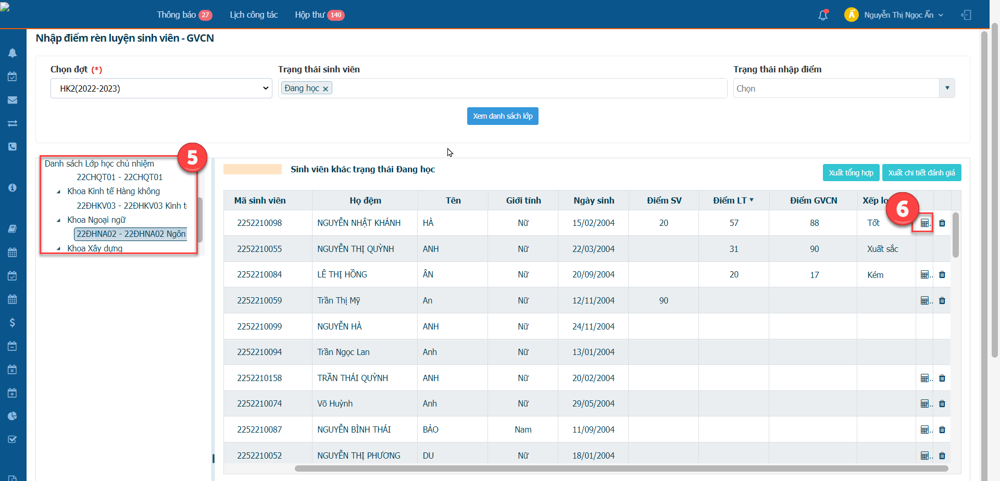 Thông báo 27 Lịch công tác Hộp thư 140 Ẩ Nguyễn Thị Ngọc Ẩn
Nhập điểm rèn luyện sinh viên - GVCN
Chọn đợt (*) Trạng thái sinh viên Trạng thái nhập điểm
HK2(2022-2023) Đang học Chọn
Xem danh sách lớp
5
Danh sách Lớp học chủ nhiệm
22CHQT01 - 22CHQT01
Khoa Kinh tế Hàng không
22ĐHKV03 - 22ĐHKV03 Kinh t
Khoa Ngoại ngữ
22ĐHNA02 - 22ĐHNA02 Ngôn
Khoa Xây dựng
Sinh viên khác trạng thái Đang học Xuất tổng hợp Xuất chi tiết đánh giá
Mã sinh viên Họ đệm Tên Giới tính Ngày sinh Điểm SV Điểm LT Điểm GVCN Xếp lo
6
2252210098 NGUYỄN NHẬT KHÁNH HÀ Nữ 15/02/2004 20 57 88 Tốt
2252210055 NGUYỄN THỊ QUỲNH ANH Nữ 22/03/2004 31 90 Xuất sắc
2252210084 LÊ THỊ HỒNG ÂN Nữ 20/09/2004 20 17 Kém
2252210059 Trần Thị Mỹ An Nữ 12/11/2004 90
2252210099 NGUYỄN HÀ ANH Nữ 24/11/2004
2252210094 Trần Ngọc Lan Anh Nữ 13/01/2004
2252210158 TRẦN THÁI QUỲNH ANH Nữ 20/02/2004
2252210074 Võ Huỳnh Anh Nữ 29/05/2004
2252210087 NGUYỄN BÌNH THÁI BẢO Nam 11/09/2004
2252210052 NGUYỄN THỊ PHƯƠNG DU Nữ 18/01/2004